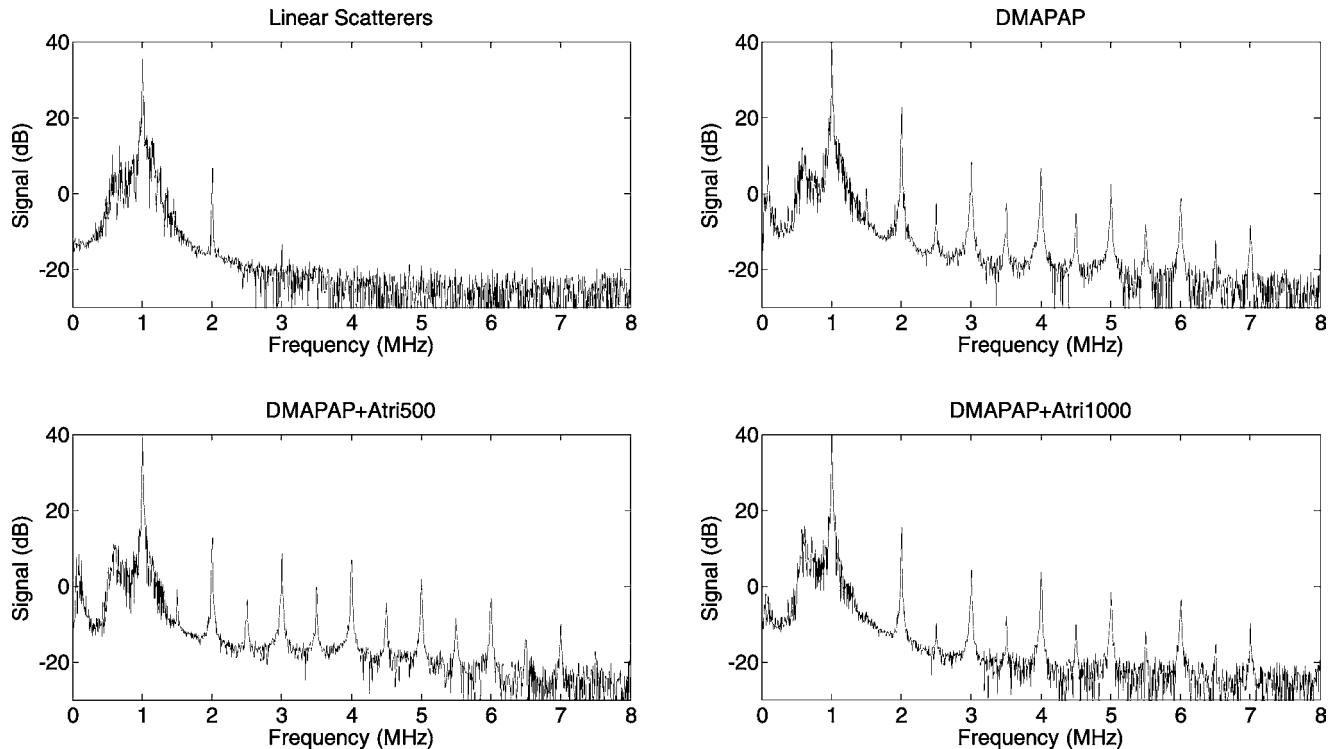 Linear Scatterers
40
20
0
-20
Signal (dB)
0 1 2 3 4 5 6 7 8
Frequency (MHz)
DMAPAP
40
20
0
-20
Signal (dB)
0 1 2 3 4 5 6 7 8
Frequency (MHz)
DMAPAP+Atri500
40
20
0
-20
Signal (dB)
0 1 2 3 4 5 6 7 8
Frequency (MHz)
DMAPAP+Atri1000
40
20
0
-20
Signal (dB)
0 1 2 3 4 5 6 7 8
Frequency (MHz)